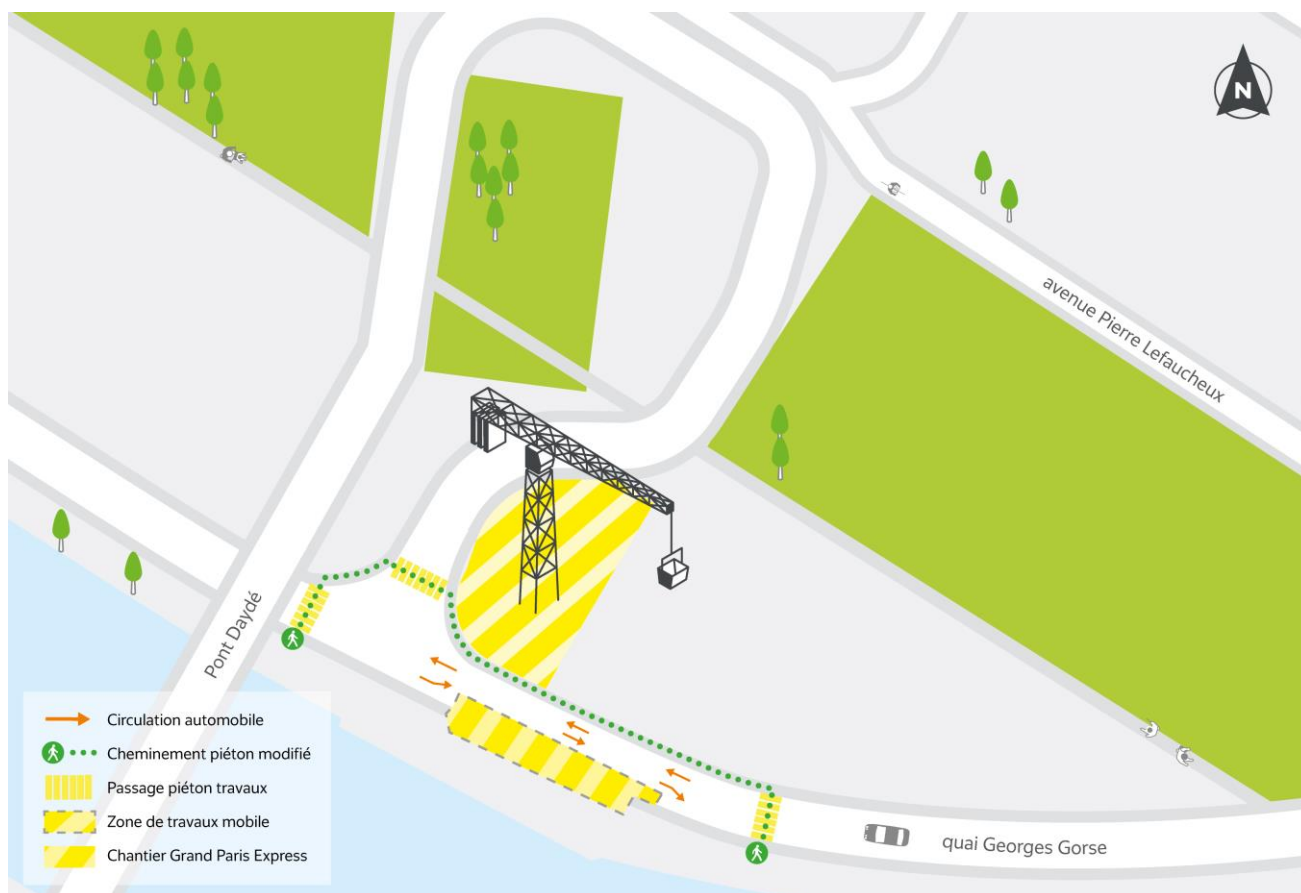 N
avenue Pierre Lefaucheux
Pont Daydé
quai Georges Gorse
Circulation automobile
Cheminement piéton modifié
Passage piéton travaux
Zone de travaux mobile
Chantier Grand Paris Express